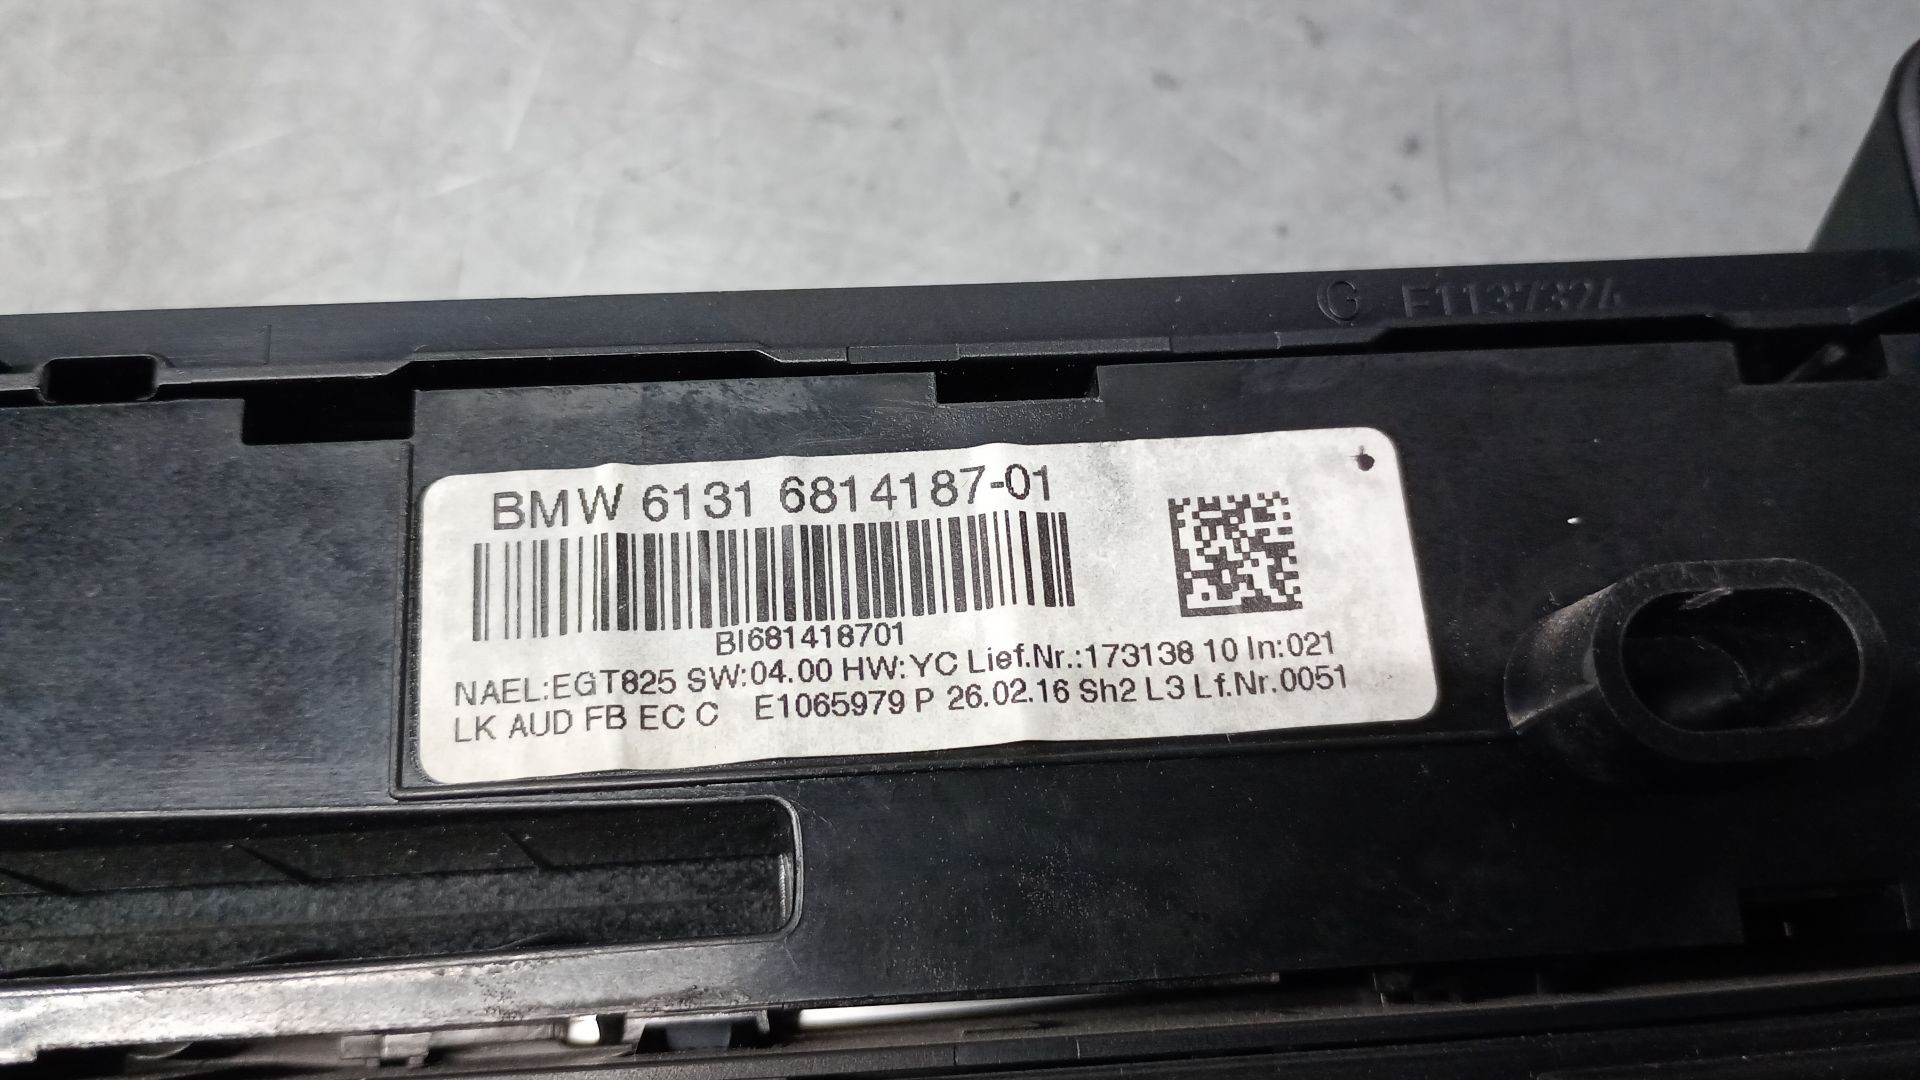 G E1137324
BMW 6131 6814187-01
BI681418701
NAEL:EGT825 SW:04.00 HW:YC Lief.Nr.:173138 10 In:021
LK AUD FB EC C E1065979 P 26.02.16 Sh2 L3 Lf.Nr.0051